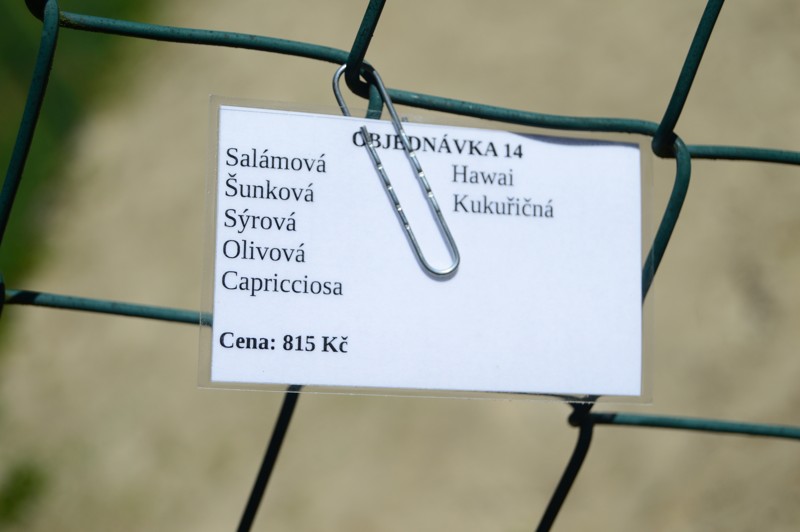 OBJEDNÁVKA 14
Salámová
Šunková
Sýrová
Olivová
Capricciosa
Hawai
Kukuřičná
Cena: 815 Kč